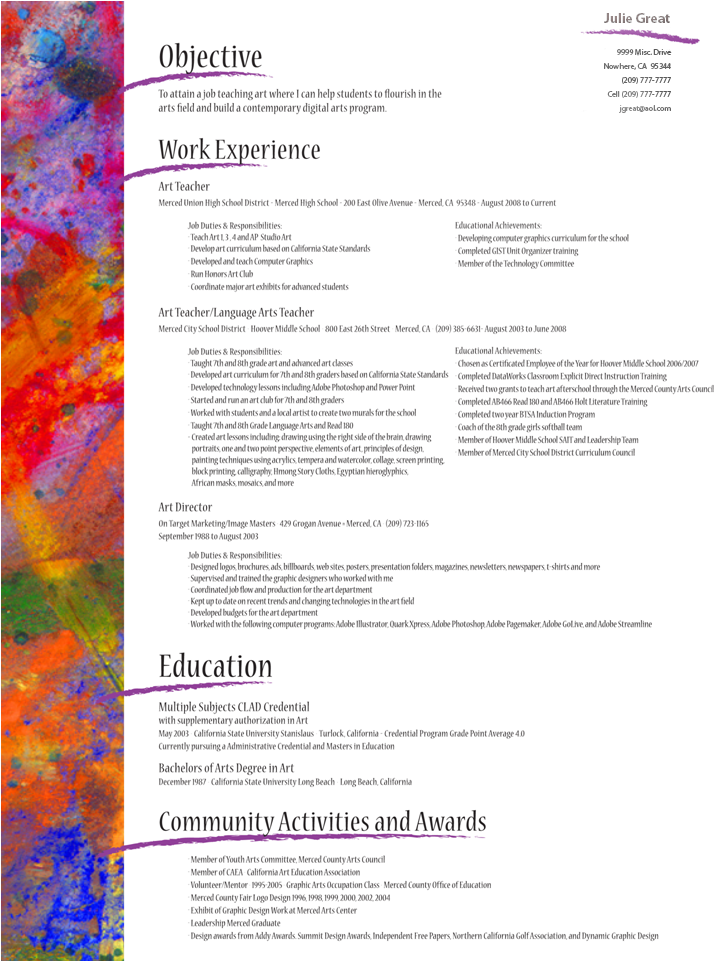 Julie Great
9999 Misc. Drive
Nowhere, CA 95344
(209) 777-7777
Cell (209) 777-7777
jgreat@aol.com
Objective
To attain a job teaching art where I can help students to flourish in the
arts field and build a contemporary digital arts program.
Work Experience
Art Teacher
Merced Union High School District · Merced High School · 200 East Olive Avenue · Merced, CA 95348 · August 2008 to Current
Job Duties & Responsibilities:
· Teach Art 1, 3, 4 and AP Studio Art
· Develop art curriculum based on California State Standards
· Developed and teach Computer Graphics
· Run Honors Art Club
· Coordinate major art exhibits for advanced students
Educational Achievements:
· Developing computer graphics curriculum for the school
· Completed GIST Unit Organizer training
· Member of the Technology Committee
Art Teacher/Language Arts Teacher
Merced City School District · Hoover Middle School · 800 East 26th Street · Merced, CA · (209) 385-6631 · August 2003 to June 2008
Job Duties & Responsibilities:
· Taught 7th and 8th grade art and advanced art classes
· Developed art curriculum for 7th and 8th graders based on California State Standards
· Developed technology lessons including Adobe Photoshop and Power Point
· Started and run an art club for 7th and 8th graders
· Worked with students and a local artist to create two murals for the school
· Taught 7th and 8th Grade Language Arts and Read 180
· Created art lessons including, drawing using the right side of the brain, drawing
portraits, one and two point perspective, elements of art, principles of design,
painting techniques using acrylics, tempera and watercolor, collage, screen printing,
block printing, calligraphy, Hmong Story Cloths, Egyptian hieroglyphics,
African masks, mosaics, and more
Educational Achievements:
· Chosen as Certificated Employee of the Year for Hoover Middle School 2006/2007
· Completed DataWorks Classroom Explicit Direct Instruction Training
· Received two grants to teach art afterschool through the Merced County Arts Council
· Completed AB466 Read 180 and AB466 Holt Literature Training
· Completed two year BTSA Induction Program
· Coach of the 8th grade girls softball team
· Member of Hoover Middle School SAIT and Leadership Team
· Member of Merced City School District Curriculum Council
Art Director
On Target Marketing/Image Masters · 429 Grogan Avenue • Merced, CA · (209) 723-1165
September 1988 to August 2003
Job Duties & Responsibilities:
· Designed logos, brochures, ads, billboards, web sites, posters, presentation folders, magazines, newsletters, newspapers, t-shirts and more
· Supervised and trained the graphic designers who worked with me
· Coordinated job flow and production for the art department
· Kept up to date on recent trends and changing technologies in the art field
· Developed budgets for the art department
· Worked with the following computer programs: Adobe Illustrator, Quark Xpress, Adobe Photoshop, Adobe Pagemaker, Adobe GoLive, and Adobe Streamline
Education
Multiple Subjects CLAD Credential
with supplementary authorization in Art
May 2003 · California State University Stanislaus · Turlock, California · Credential Program Grade Point Average 4.0
Currently pursuing a Administrative Credential and Masters in Education
Bachelors of Arts Degree in Art
December 1987 · California State University Long Beach · Long Beach, California
Community Activities and Awards
· Member of Youth Arts Committee, Merced County Arts Council
· Member of CAEA · California Art Education Association
· Volunteer/Mentor · 1995-2005 · Graphic Arts Occupation Class · Merced County Office of Education
· Merced County Fair Logo Design 1996, 1998, 1999, 2000, 2002, 2004
· Exhibit of Graphic Design Work at Merced Arts Center
· Leadership Merced Graduate
· Design awards from Addy Awards. Summit Design Awards, Independent Free Papers, Northern California Golf Association, and Dynamic Graphic Design